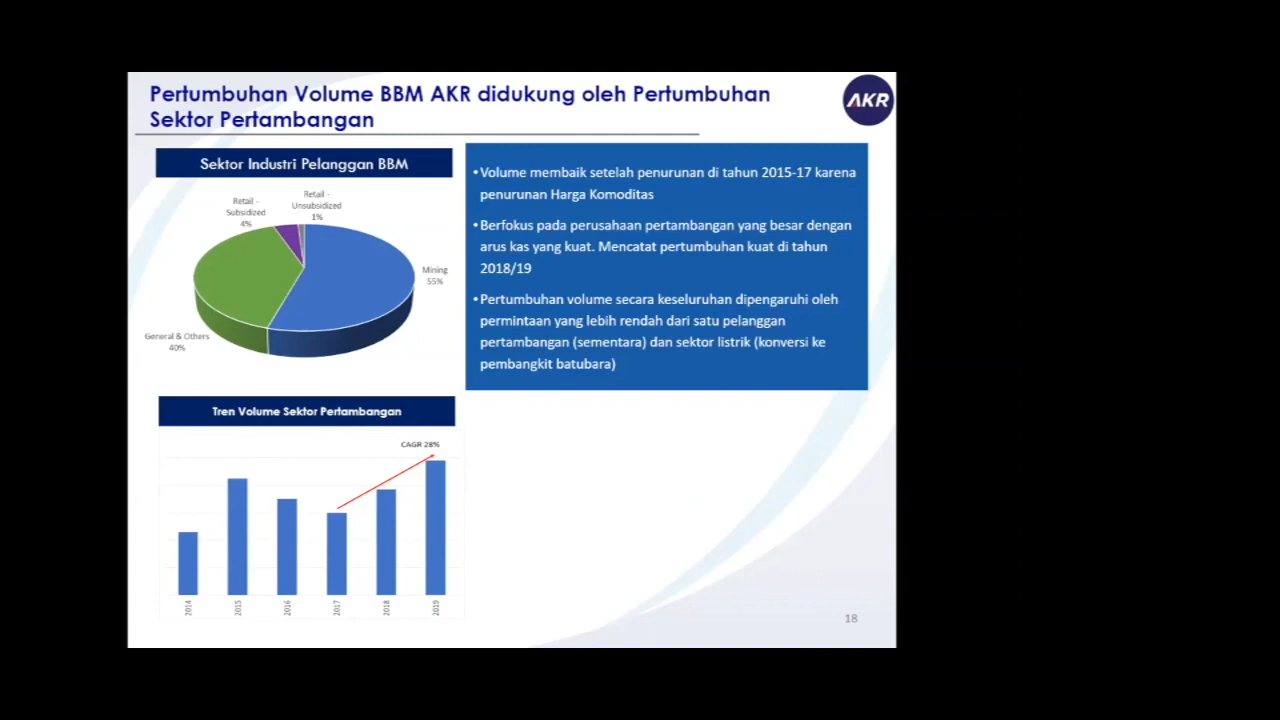 Pertumbuhan Volume BBM AKR didukung oleh Pertumbuhan
Sektor Pertambangan
AKR
Sektor Industri Pelanggan BBM
Retail -
Subsidized
4%
Retail -
Unsubsidized
1%
Mining
55%
General & Others
40%
•Volume membaik setelah penurunan di tahun 2015-17 karena
penurunan Harga Komoditas
•Berfokus pada perusahaan pertambangan yang besar dengan
arus kas yang kuat. Mencatat pertumbuhan kuat di tahun
2018/19
•Pertumbuhan volume secara keseluruhan dipengaruhi oleh
permintaan yang lebih rendah dari satu pelanggan
pertambangan (sementara) dan sektor listrik (konversi ke
pembangkit batubara)
Tren Volume Sektor Pertambangan
CAGR 28%
2014
2015
2016
2017
2018
2019
18